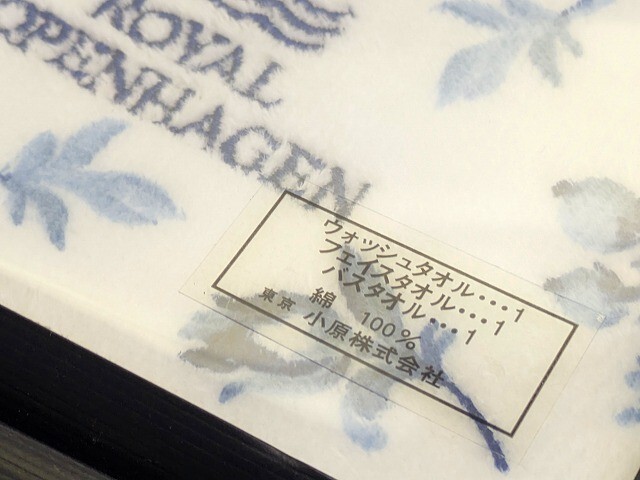 ROYAL
COPENHAGEN
ウォッシュタオル・・・1
フェイスタオル・・・1
バスタオル・・・1
綿 100%
東京 小原株式会社